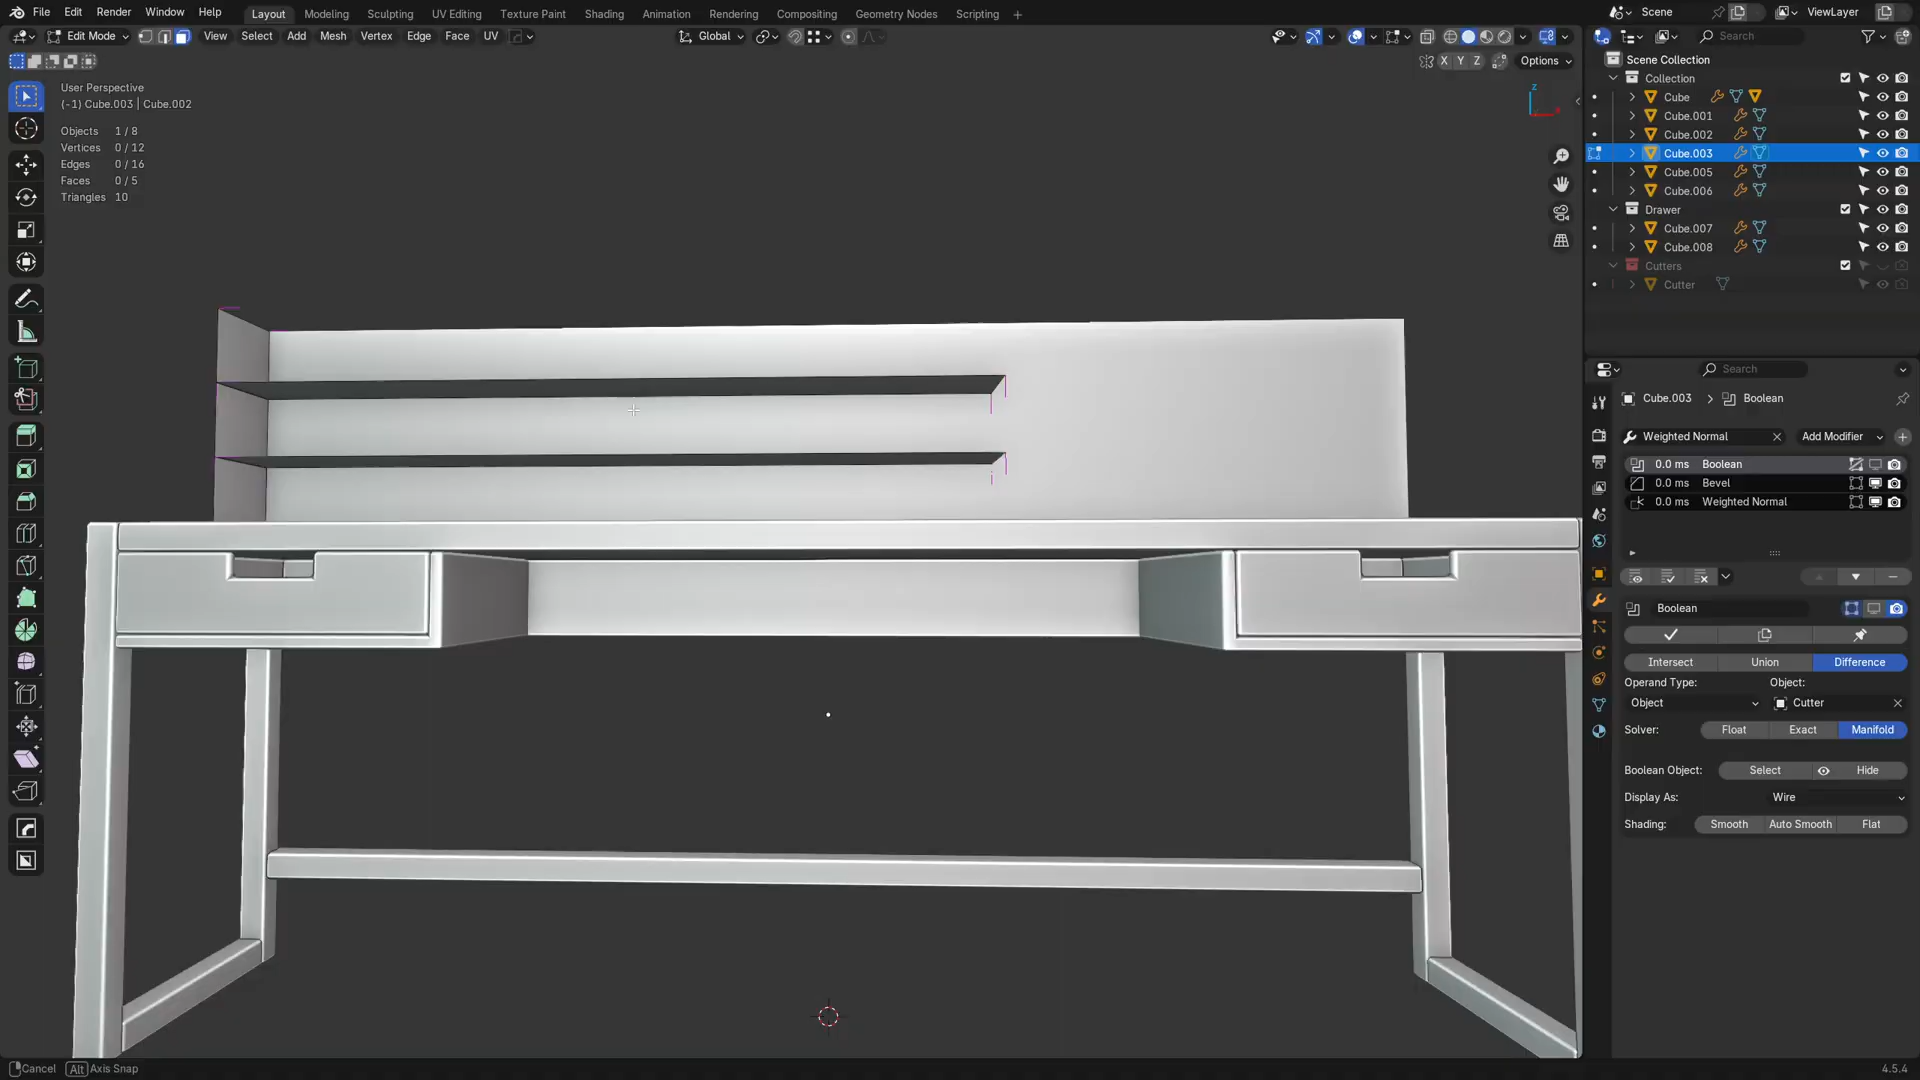 File Edit Render Window Help
Layout Modeling Sculpting UV Editing Texture Paint Shading Animation Rendering Compositing Geometry Nodes Scripting +
Scene
ViewLayer
Edit Mode View Select Add Mesh Vertex Edge Face UV
Global
Search
X Y Z Options
User Perspective
(-1) Cube.003 | Cube.002
Objects 1 / 8
Vertices 0 / 12
Edges 0 / 16
Faces 0 / 5
Triangles 10
Z
Scene Collection
Collection
Cube
Cube.001
Cube.002
Cube.003
Cube.005
Cube.006
Drawer
Cube.007
Cube.008
Cutters
Cutter
Search
Cube.003 > Boolean
Weighted Normal Add Modifier
0.0 ms Boolean
0.0 ms Bevel
0.0 ms Weighted Normal
Boolean
Intersect Union Difference
Operand Type: Object:
Object Cutter
Solver: Float Exact Manifold
Boolean Object: Select Hide
Display As: Wire
Shading: Smooth Auto Smooth Flat
Cancel Alt Axis Snap
4.5.4